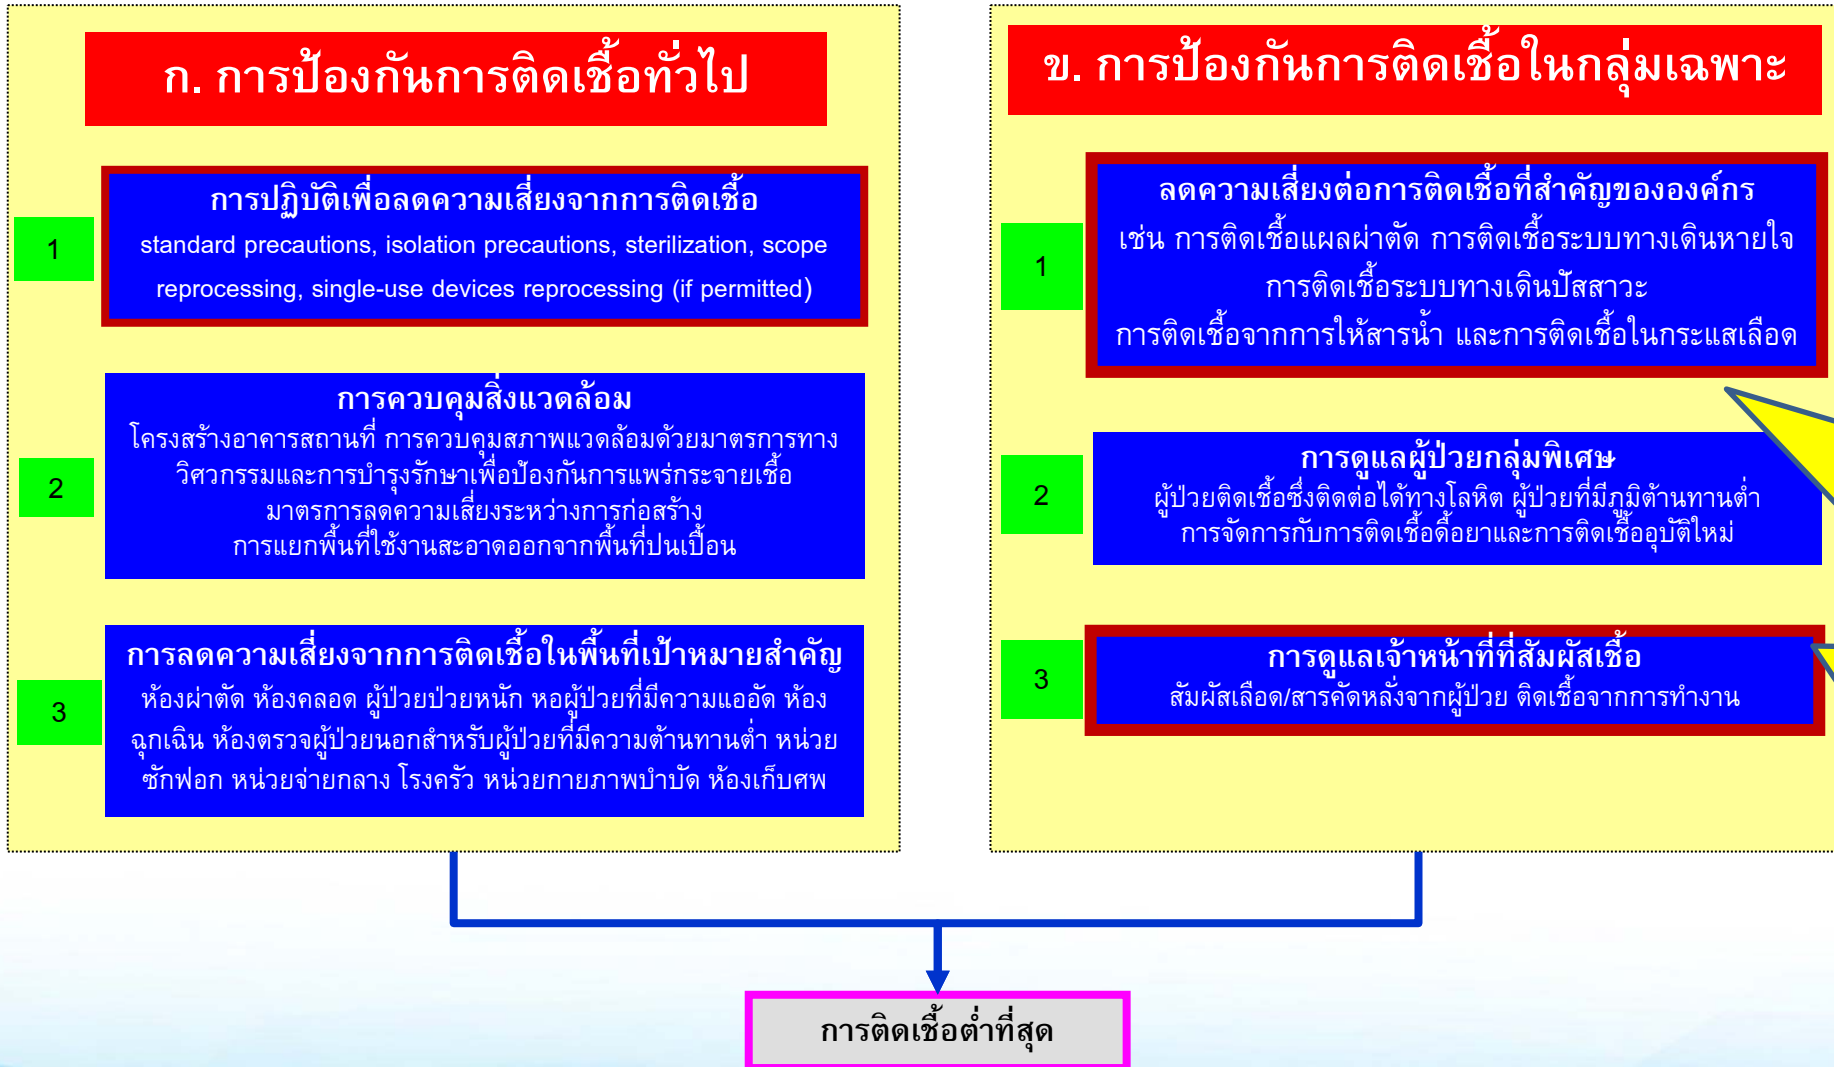 ก. การป้องกันการติดเชื้อทั่วไป
1
การปฏิบัติเพื่อลดความเสี่ยงจากการติดเชื้อ
standard precautions, isolation precautions, sterilization, scope
reprocessing, single-use devices reprocessing (if permitted)
2
การควบคุมสิ่งแวดล้อม
โครงสร้างอาคารสถานที่ การควบคุมสภาพแวดล้อมด้วยมาตรการทาง
วิศวกรรมและการบำรุงรักษาเพื่อป้องกันการแพร่กระจายเชื้อ
มาตรการลดความเสี่ยงระหว่างการก่อสร้าง
การแยกพื้นที่ใช้งานสะอาดออกจากพื้นที่ปนเปื้อน
3
การลดความเสี่ยงจากการติดเชื้อในพื้นที่เป้าหมายสำคัญ
ห้องผ่าตัด ห้องคลอด ผู้ป่วยป่วยหนัก หอผู้ป่วยที่มีความแออัด ห้อง
ฉุกเฉิน ห้องตรวจผู้ป่วยนอกสำหรับผู้ป่วยที่มีความต้านทานต่ำ หน่วย
ซักฟอก หน่วยจ่ายกลาง โรงครัว หน่วยกายภาพบำบัด ห้องเก็บศพ
ข. การป้องกันการติดเชื้อในกลุ่มเฉพาะ
1
ลดความเสี่ยงต่อการติดเชื้อที่สำคัญขององค์กร
เช่น การติดเชื้อแผลผ่าตัด การติดเชื้อระบบทางเดินหายใจ
การติดเชื้อระบบทางเดินปัสสาวะ
การติดเชื้อจากการให้สารน้ำ และการติดเชื้อในกระแสเลือด
2
การดูแลผู้ป่วยกลุ่มพิเศษ
ผู้ป่วยติดเชื้อซึ่งติดต่อได้ทางโลหิต ผู้ป่วยที่มีภูมิต้านทานต่ำ
การจัดการกับการติดเชื้อดื้อยาและการติดเชื้ออุบัติใหม่
3
การดูแลเจ้าหน้าที่ที่สัมผัสเชื้อ
สัมผัสเลือด/สารคัดหลั่งจากผู้ป่วย ติดเชื้อจากการทำงาน
การติดเชื้อต่ำที่สุด